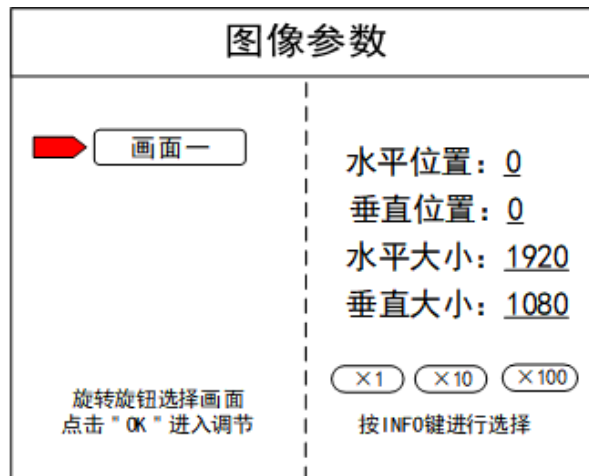 图像参数
画面一
水平位置：0
垂直位置：0
水平大小：1920
垂直大小：1080
×1 ×10 ×100
旋转旋钮选择画面
点击"OK"进入调节
按INFO键进行选择